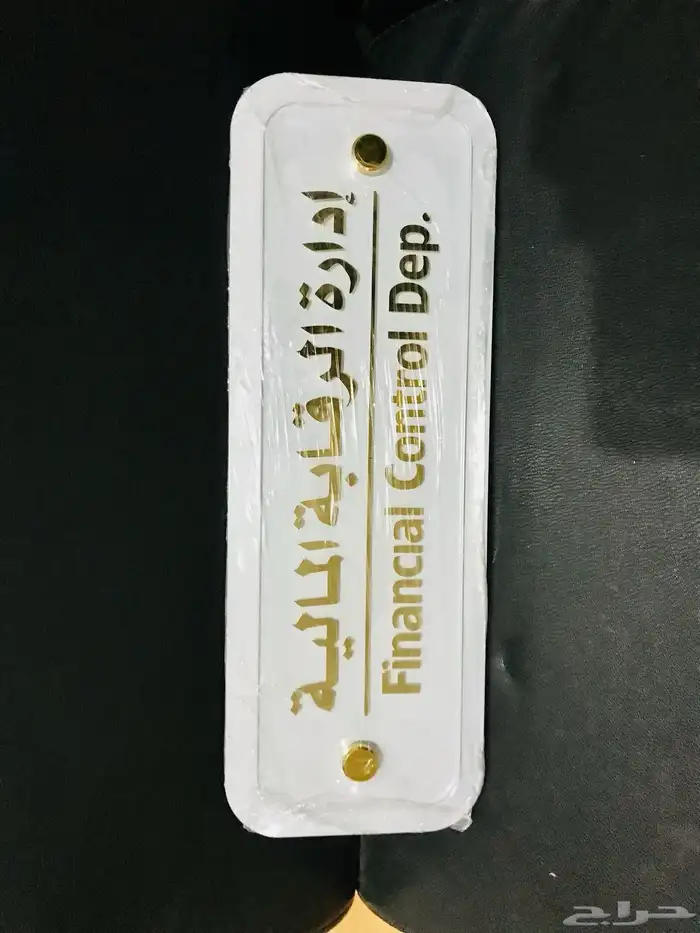 إدارة الرقابة المالية
Financial Control Dep.
حراج